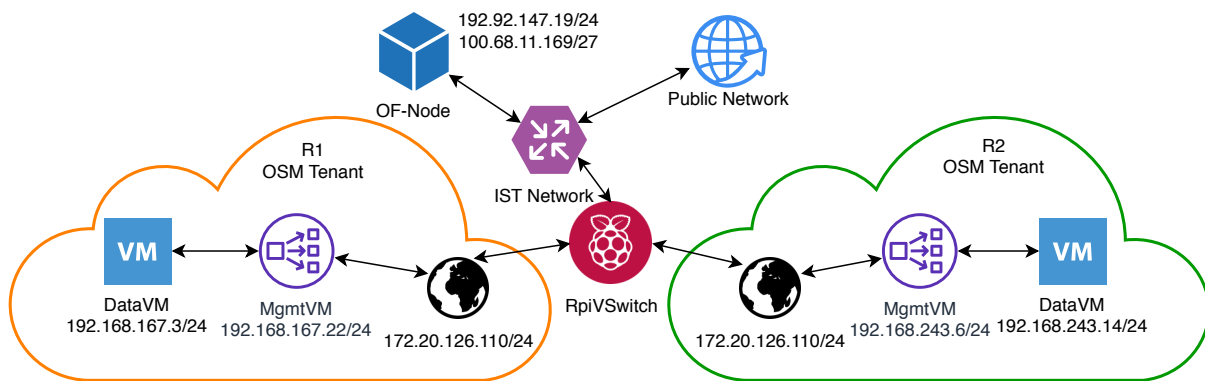 192.92.147.19/24
100.68.11.169/27
OF-Node
Public Network
R1
OSM Tenant
R2
OSM Tenant
IST Network
VM
VM
DataVM
192.168.167.3/24
MgmtVM
192.168.167.22/24
172.20.126.110/24
RpiVSwitch
172.20.126.110/24
MgmtVM
192.168.243.6/24
DataVM
192.168.243.14/24